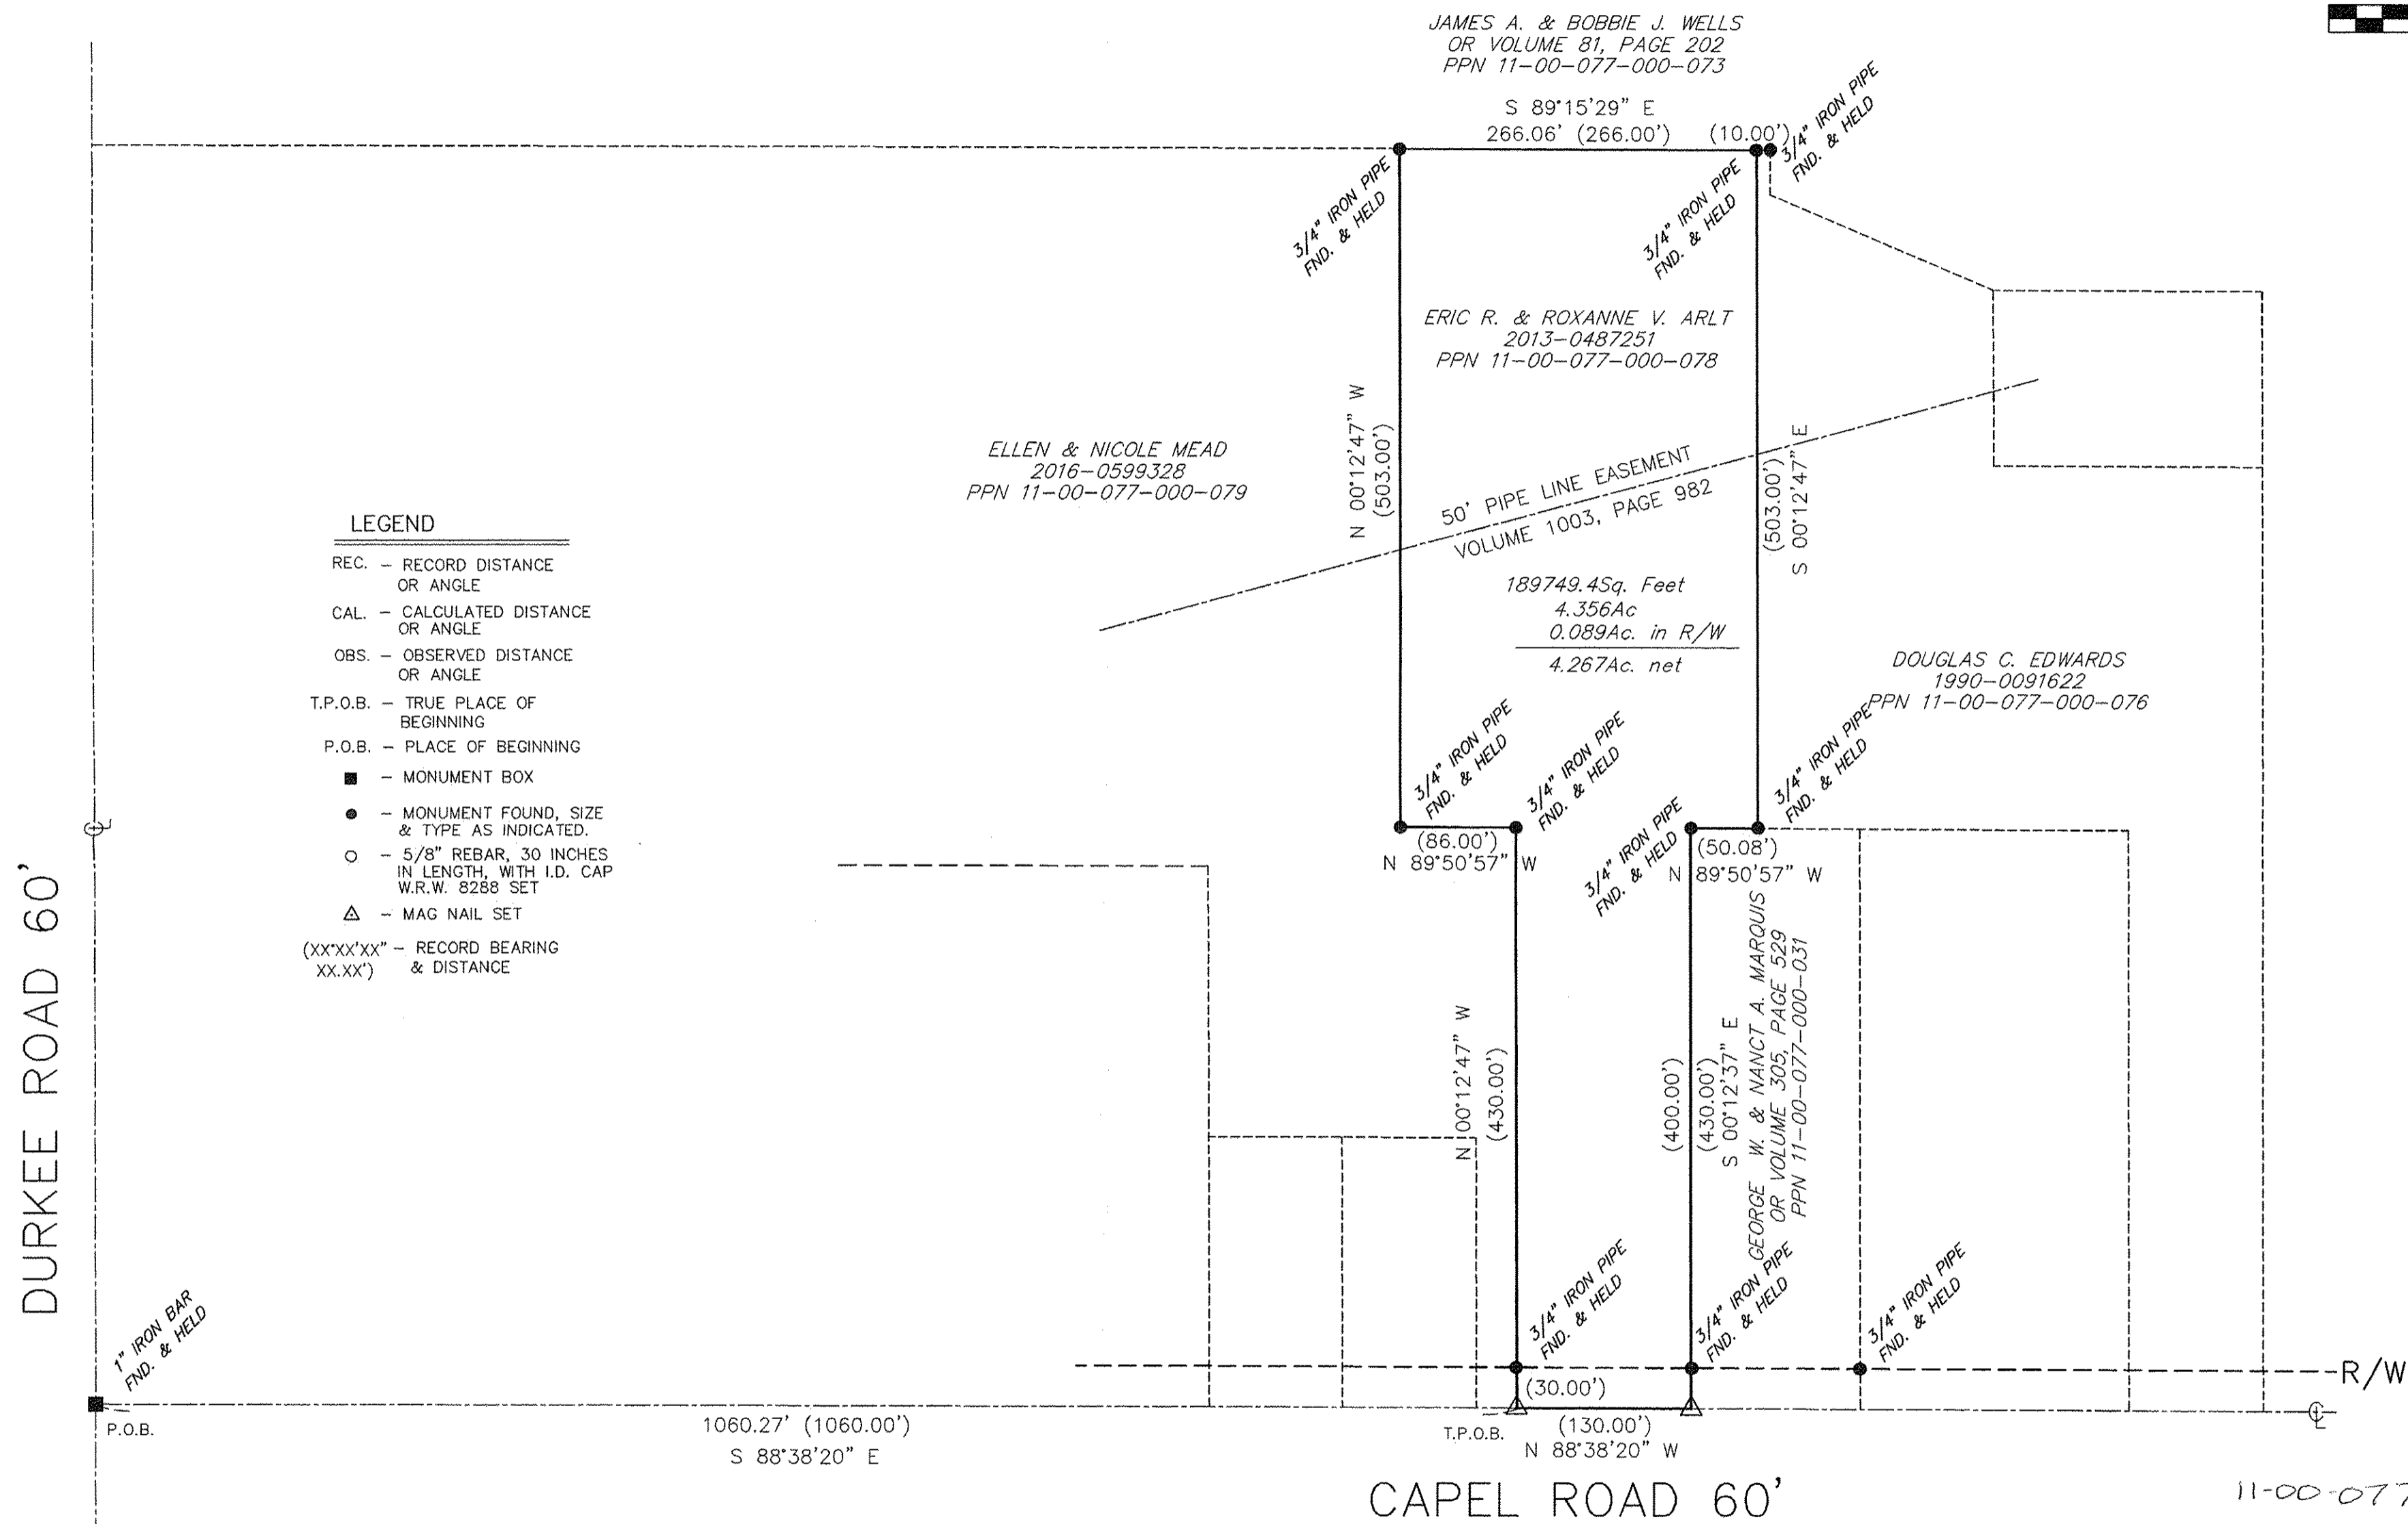 JAMES A. & BOBBIE J. WELLS
OR VOLUME 81, PAGE 202
PPN 11-00-077-000-073
S 89°15'29" E
266.06' (266.00')
(10.00')
3/4" IRON PIPE
FND. & HELD
3/4" IRON PIPE
FND. & HELD
3/4" IRON PIPE
FND. & HELD
ERIC R. & ROXANNE V. ARLT
2013-0487251
PPN 11-00-077-000-078
N 00°12'47" W
(503.00')
(503.00')
S 00°12'47" E
ELLEN & NICOLE MEAD
2016-0599328
PPN 11-00-077-000-079
50' PIPE LINE EASEMENT
VOLUME 1003, PAGE 982
189749.4Sq. Feet
4.356Ac
0.089Ac. in R/W
4.267Ac. net
DOUGLAS C. EDWARDS
1990-0091622
PPN 11-00-077-000-076
LEGEND
REC. - RECORD DISTANCE
OR ANGLE
CAL. - CALCULATED DISTANCE
OR ANGLE
OBS. - OBSERVED DISTANCE
OR ANGLE
T.P.O.B. - TRUE PLACE OF
BEGINNING
P.O.B. - PLACE OF BEGINNING
- MONUMENT BOX
- MONUMENT FOUND, SIZE
& TYPE AS INDICATED.
- 5/8" REBAR, 30 INCHES
IN LENGTH, WITH I.D. CAP
W.R.W. 8288 SET
- MAG NAIL SET
(XX°XX'XX" - RECORD BEARING
XX.XX') & DISTANCE
3/4" IRON PIPE
FND. & HELD
3/4" IRON PIPE
FND. & HELD
3/4" IRON PIPE
FND. & HELD
3/4" IRON PIPE
FND. & HELD
(86.00')
N 89°50'57" W
(50.08')
N 89°50'57" W
N 00°12'47" W
(430.00')
(400.00')
(430.00')
S 00°12'37" E
GEORGE W. & NANCT A. MARQUIS
OR VOLUME 305, PAGE 529
PPN 11-00-077-000-031
3/4" IRON PIPE
FND. & HELD
3/4" IRON PIPE
FND. & HELD
3/4" IRON PIPE
FND. & HELD
DURKEE ROAD 60'
1" IRON BAR
FND. & HELD
P.O.B.
R/W
(30.00')
1060.27' (1060.00')
S 88°38'20" E
T.P.O.B.
(130.00')
N 88°38'20" W
CAPEL ROAD 60'
11-00-077